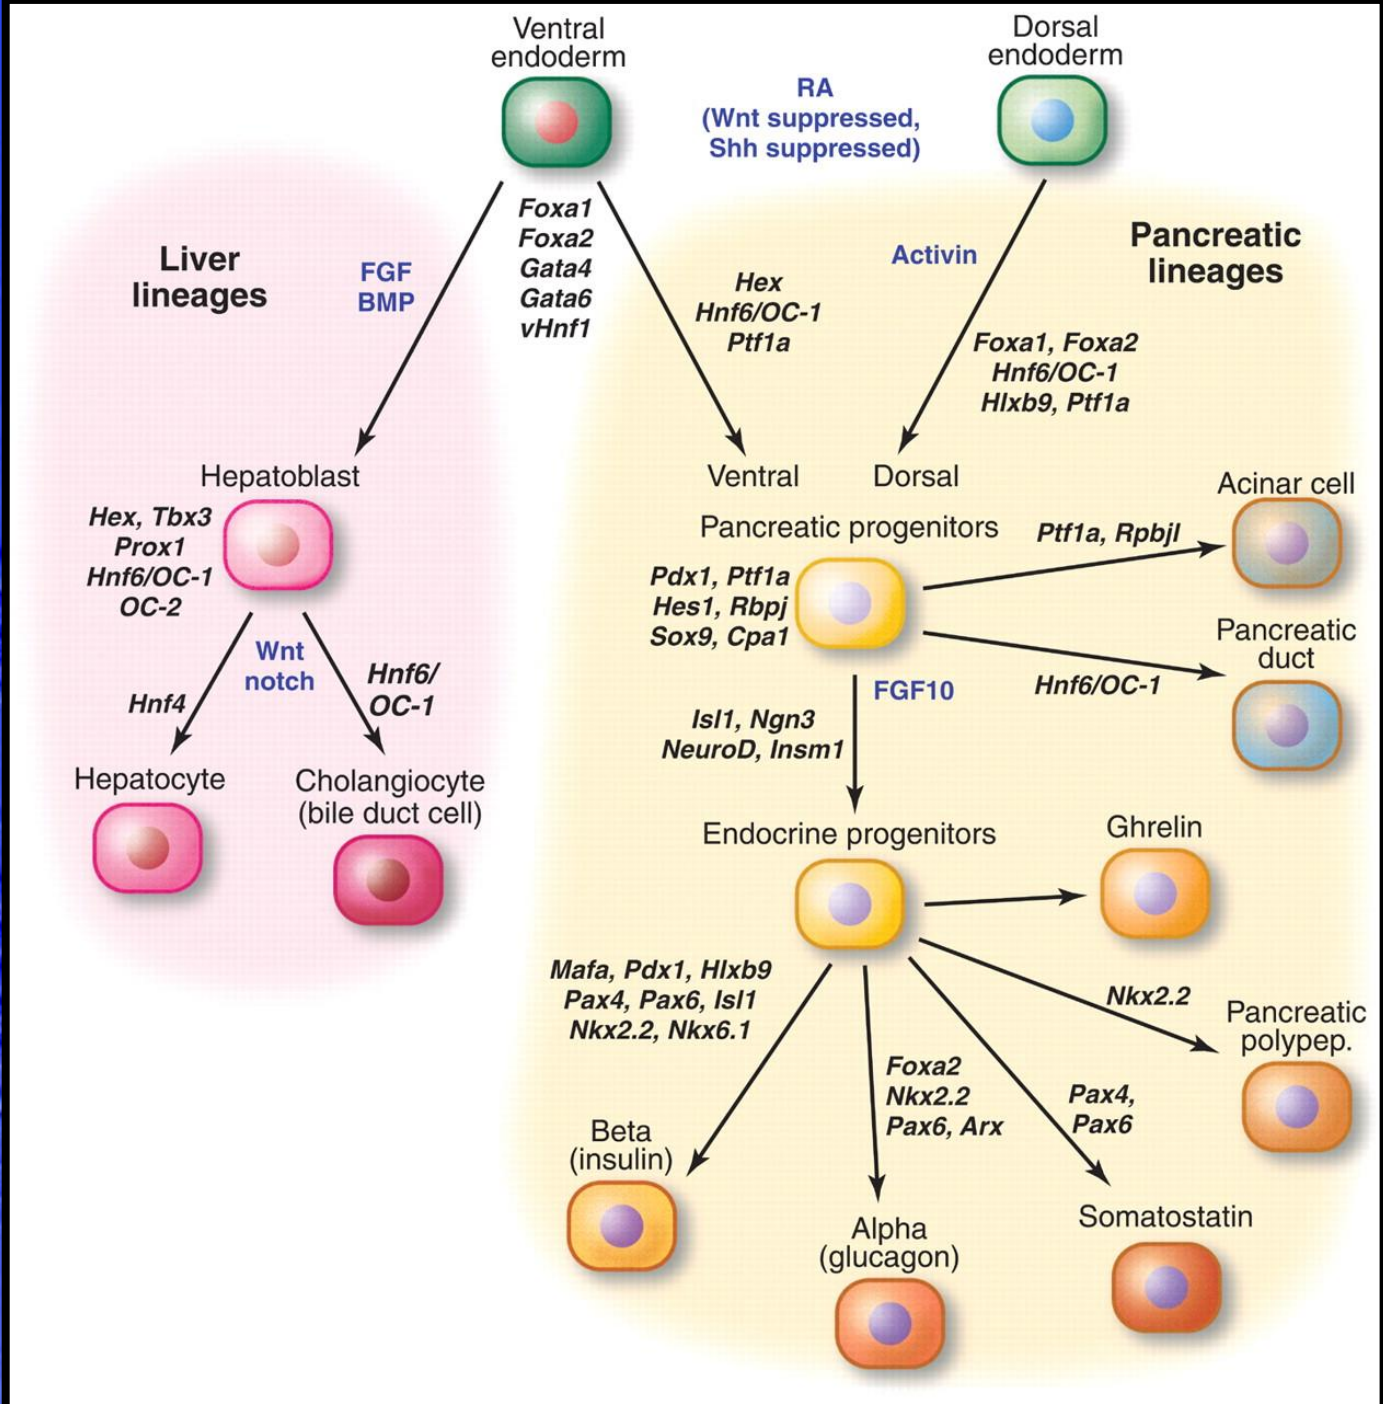 Ventral
endoderm
Dorsal
endoderm
RA
(Wnt suppressed,
Shh suppressed)
Liver
lineages
FGF
BMP
Foxa1
Foxa2
Gata4
Gata6
vHnf1
Hex
Hnf6/OC-1
Ptf1a
Activin
Pancreatic
lineages
Foxa1, Foxa2
Hnf6/OC-1
Hlxb9, Ptf1a
Hepatoblast
Hex, Tbx3
Prox1
Hnf6/OC-1
OC-2
Wnt
notch
Hnf4
Hnf6/
OC-1
Hepatocyte
Cholangiocyte
(bile duct cell)
Ventral
Dorsal
Pancreatic progenitors
Pdx1, Ptf1a
Hes1, Rbpj
Sox9, Cpa1
Ptf1a, Rpbjl
Acinar cell
Hnf6/OC-1
Pancreatic
duct
FGF10
Isl1, Ngn3
NeuroD, Insm1
Endocrine progenitors
Ghrelin
Mafa, Pdx1, Hlxb9
Pax4, Pax6, Isl1
Nkx2.2, Nkx6.1
Nkx2.2
Pancreatic
polypep.
Foxa2
Nkx2.2
Pax6, Arx
Pax4,
Pax6
Beta
(insulin)
Alpha
(glucagon)
Somatostatin